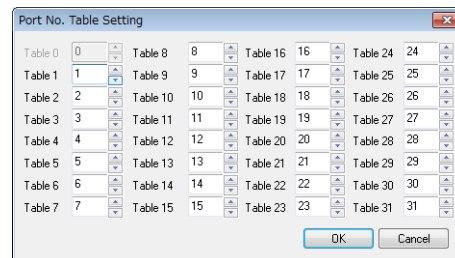 Port No. Table Setting
Table 0 0 Table 8 8 Table 16 16 Table 24 24
Table 1 1 Table 9 9 Table 17 17 Table 25 25
Table 2 2 Table 10 10 Table 18 18 Table 26 26
Table 3 3 Table 11 11 Table 19 19 Table 27 27
Table 4 4 Table 12 12 Table 20 20 Table 28 28
Table 5 5 Table 13 13 Table 21 21 Table 29 29
Table 6 6 Table 14 14 Table 22 22 Table 30 30
Table 7 7 Table 15 15 Table 23 23 Table 31 31
OK Cancel